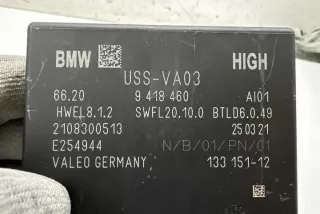 BMW HIGH
USS-VA03
66.20 9 418 460 AI01
HWEL8.1.2 SWFL20.10.0 BTLD6.0.49
2108300513 250321
E254944 N/B/01/PN/01
VALEO GERMANY 133 151-12